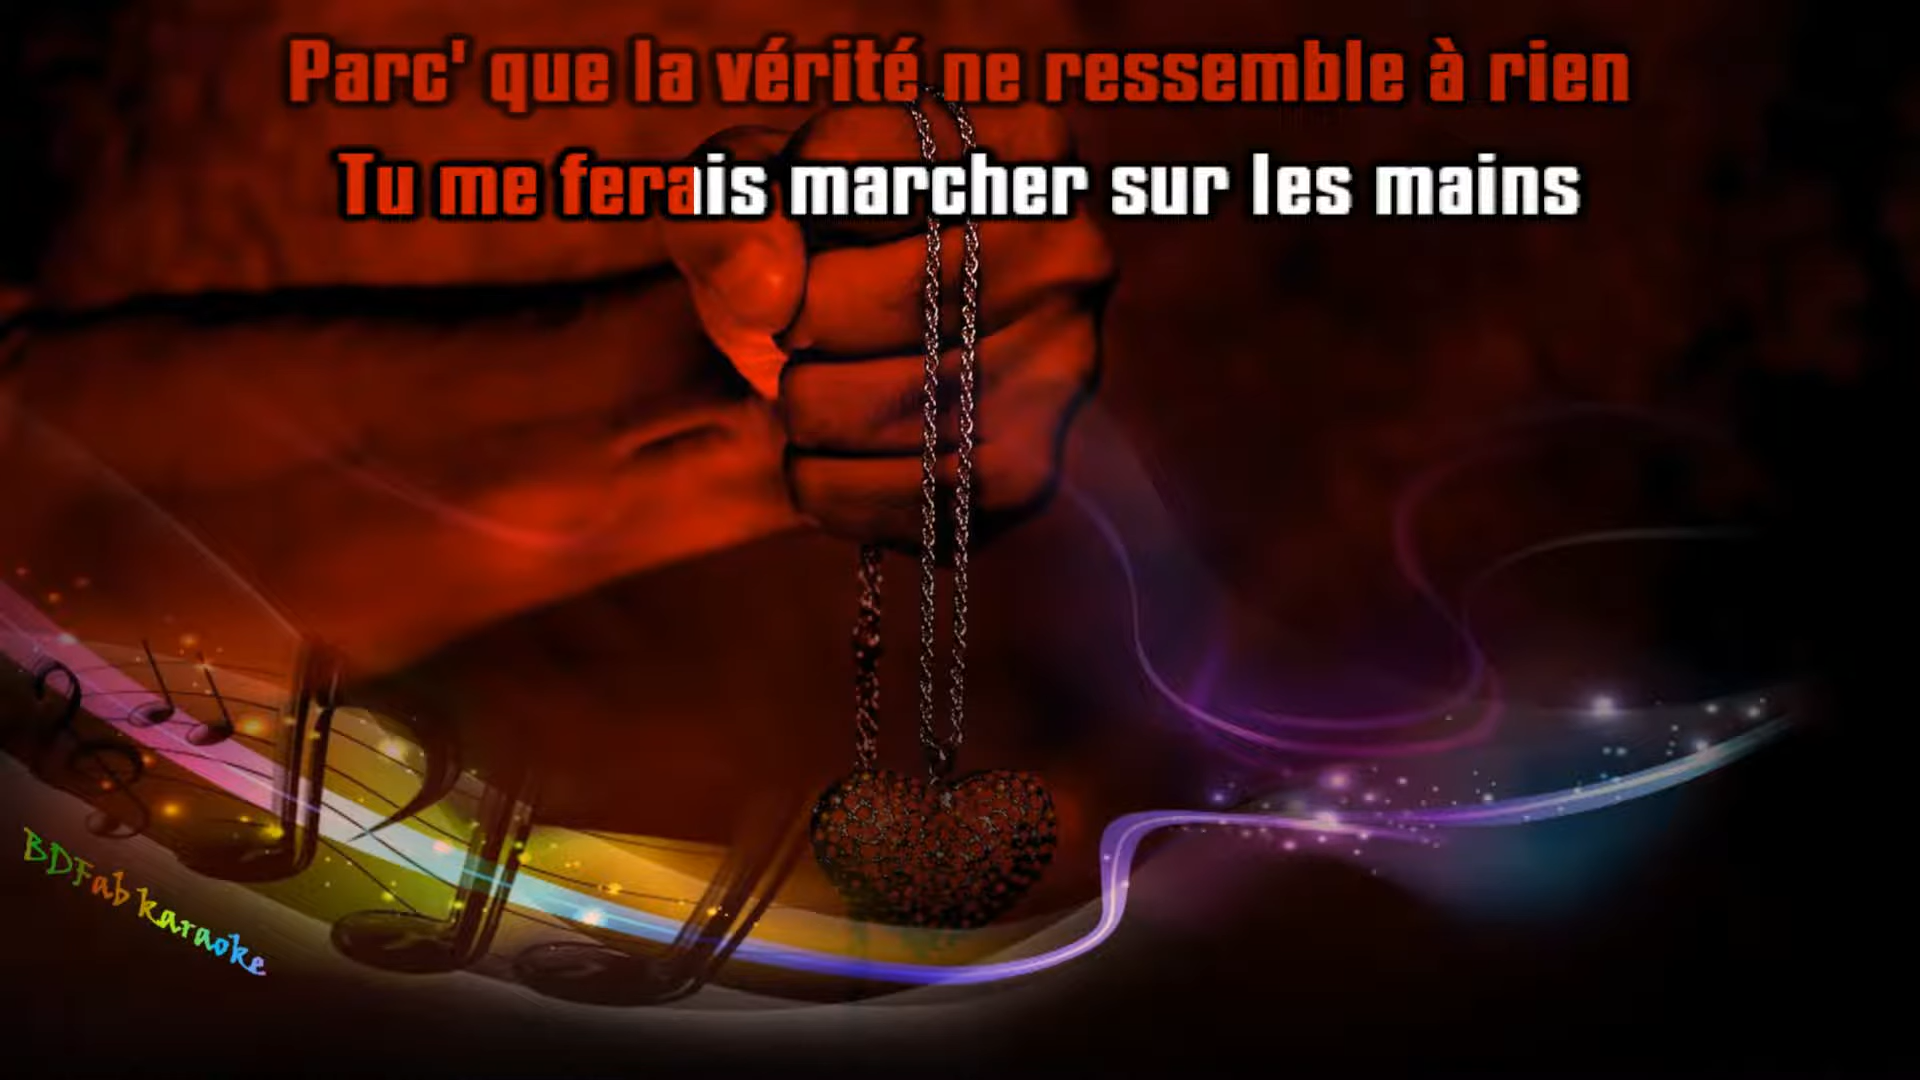 Parc' que la vérité ne ressemble à rien
Tu me ferais marcher sur les mains
BDFab karaoke